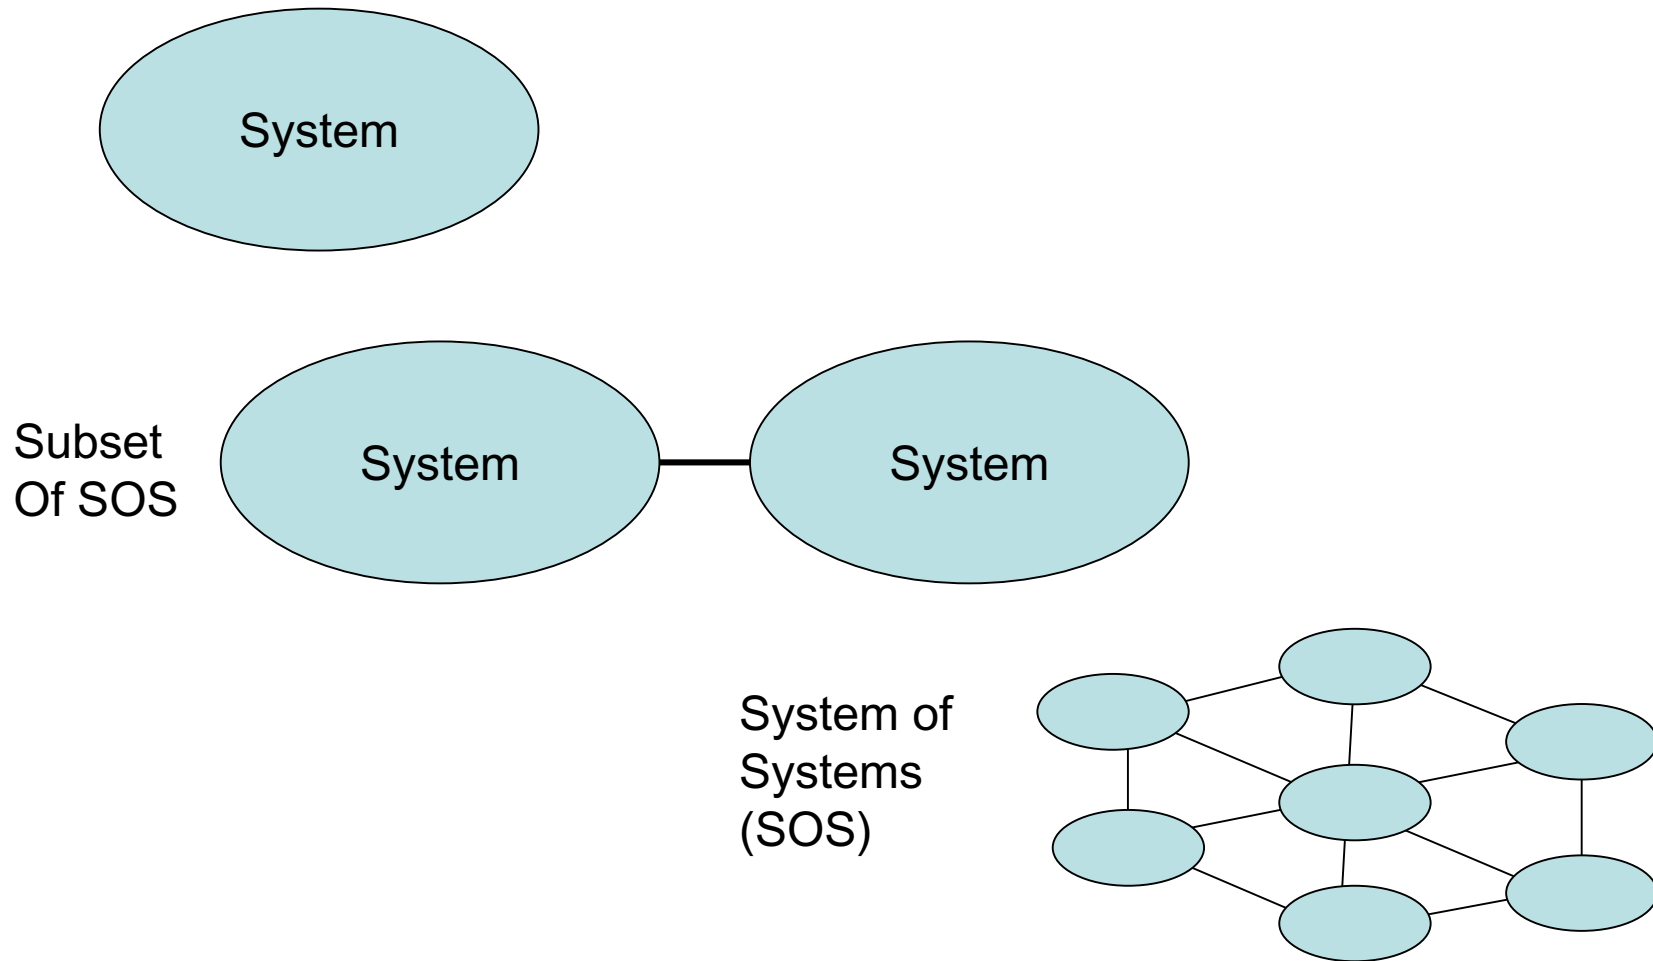 System
Subset
Of SOS
System
System
System of
Systems
(SOS)